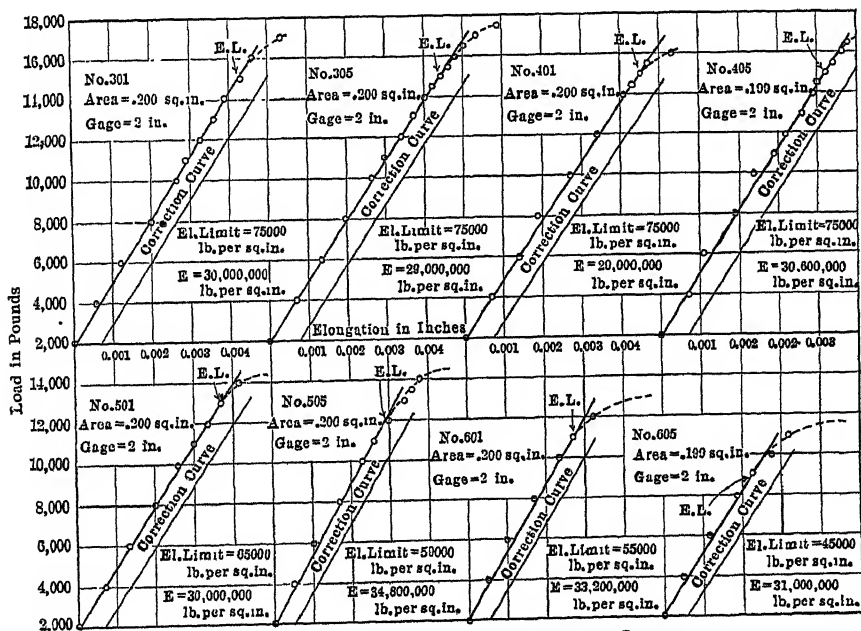 Load in Pounds
18,000
16,000
14,000
12,000
10,000
8,000
6,000
4,000
2,000
E.L.
No.301
Area=.200 sq.in.
Gage=2 in.
Correction Curve
El.Limit=75000
lb.per sq.in.
E=30,000,000
lb.per sq.in.
E.L.
No.305
Area=.200 sq.in.
Gage=2 in.
Correction Curve
El.Limit=75000
lb.per sq.in.
E=29,000,000
lb.per sq.in.
E.L.
No.401
Area=.200 sq.in.
Gage=2 in.
Correction Curve
El.Limit=75000
lb.per sq.in.
E=29,000,000
lb.per sq.in.
E.L.
No.405
Area=.199 sq.in.
Gage=2 in.
Correction Curve
El.Limit=75000
lb.per sq.in.
E=30,600,000
lb.per sq.in.
Elongation in Inches
0.001 0.002 0.003 0.004 0.001 0.002 0.003 0.004 0.001 0.002 0.003 0.004 0.001 0.002
14,000
12,000
10,000
8,000
6,000
4,000
2,000
E.L.
No.501
Area=.200 sq.in.
Gage=2 in.
Correction Curve
El.Limit=65000
lb.per sq.in.
E=30,000,000
lb.per sq.in.
E.L.
No.505
Area=.200 sq.in.
Gage=2 in.
Correction Curve
El.Limit=50000
lb.per sq.in.
E=34,800,000
lb.per sq.in.
E.L.
No.601
Area=.200 sq.in.
Gage=2 in.
Correction Curve
El.Limit=55000
lb.per sq.in.
E=33,200,000
lb.per sq.in.
No.605
Area=.199 sq.in.
Gage=2 in.
E.L.
Correction Curve
El.Limit=45000
lb.per sq.in.
E=31,000,000
lb.per sq.in.